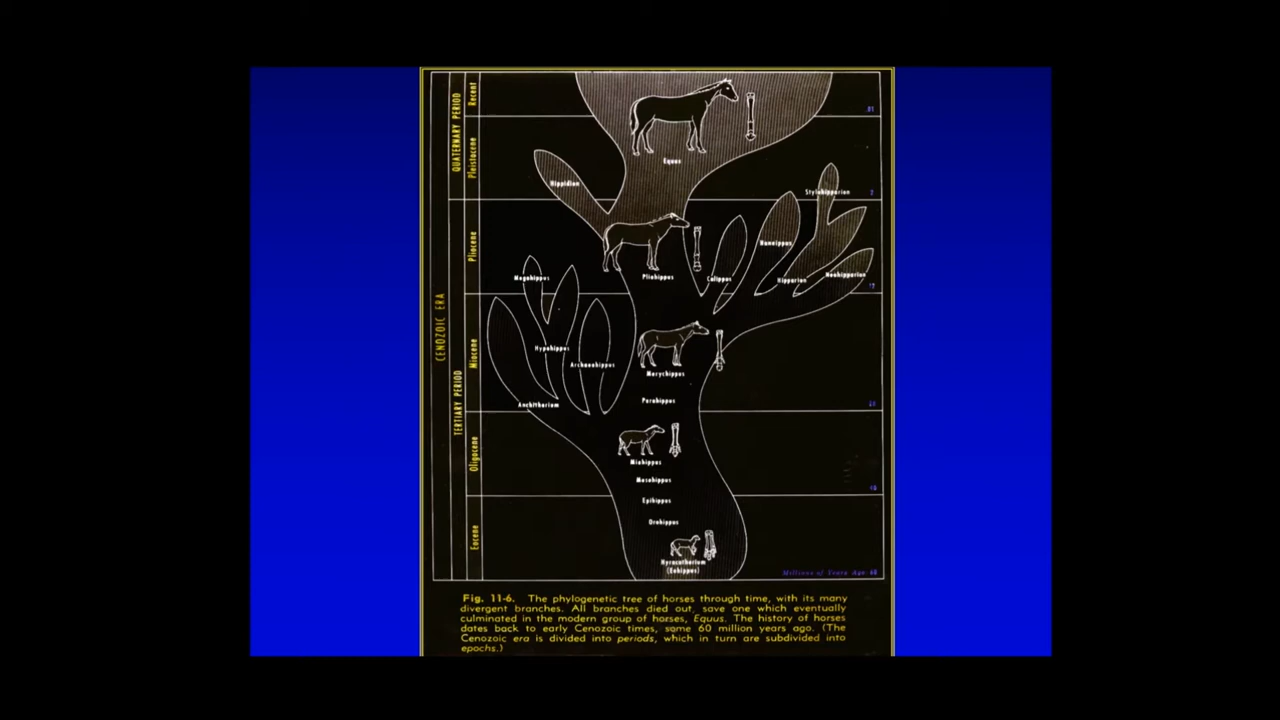 Recent
.01
QUATERNARY PERIOD
Pleistocene
Equus
Hippidion
Stylohipparion
2
Pliocene
Pliohippus
Calippus
Nannippus
Hipparion
Neohipparion
Megahippus
CENOZOIC ERA
Miocene
Hypohippus
Archaeohippus
Merychippus
Parahippus
Anchitherium
TERTIARY PERIOD
Oligocene
Miohippus
Mesohippus
Epihippus
Orohippus
Eocene
Hyracotherium
(Eohippus)
Millions of Years Ago
Fig. 11-6. The phylogenetic tree of horses through time, with its many
divergent branches. All branches died out, save one which eventually
culminated in the modern group of horses, Equus. The history of horses
dates back to early Cenozoic times, some 60 million years ago. (The
Cenozoic era is divided into periods, which in turn are subdivided into
epochs.)